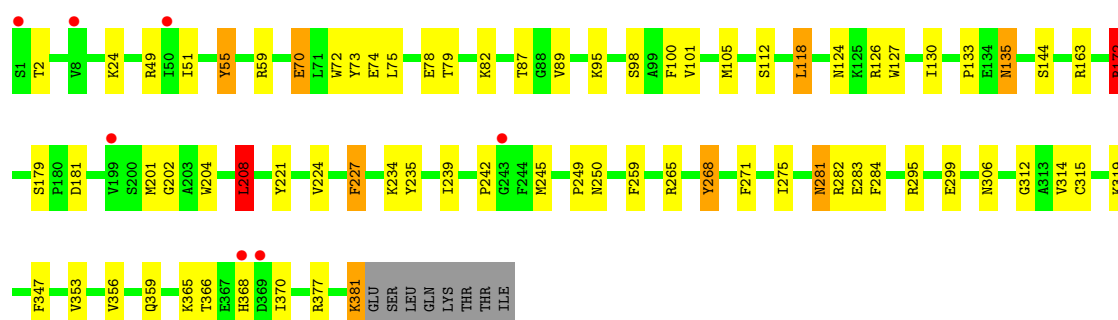 S1 T2 V8 K24 R49 I50 I51 Y55 R59 E70 L71 W72 Y73 E74 L75 E78 T79 K82 T87 G88 V89 K95 S98 A99 F100 V101 M105 S112 L118 N124 K125 R126 W127 I130 P133 E134 N135 S144 R163
S179 P180 D181 V199 S200 M201 G202 A203 W204 L208 Y221 V224 F227 K234 Y235 I239 P242 G243 F244 M245 P249 N250 F259 R265 Y268 F271 I275 N281 R282 E283 F284 R295 E299 N306 G312 A313 V314 C315
F347 V353 V356 Q359 K365 T366 E367 H368 D369 I370 R377 K381 GLU SER LEU GLN LYS THR THR ILE